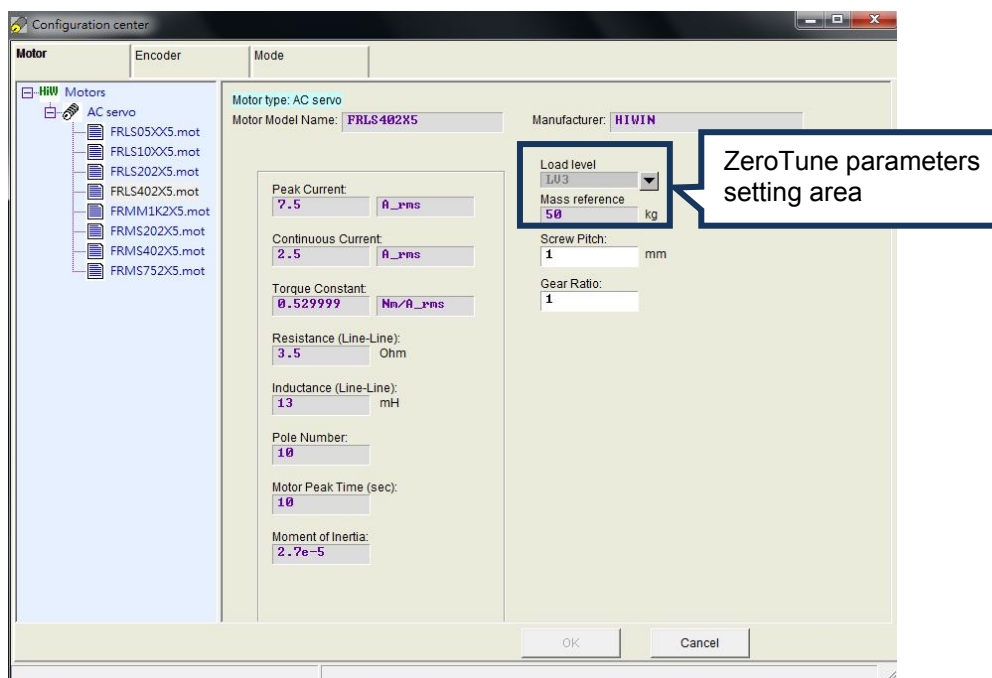 Configuration center
Motor
Encoder
Mode
HiW Motors
AC servo
FRLS05XX5.mot
FRLS10XX5.mot
FRLS202X5.mot
FRLS402X5.mot
FRMM1K2X5.mot
FRMS202X5.mot
FRMS402X5.mot
FRMS752X5.mot
Motor type: AC servo
Motor Model Name: FRLS402X5
Manufacturer: HIWIN
Peak Current:
7.5 A_rms
Continuous Current:
2.5 A_rms
Torque Constant:
0.529999 Nm/A_rms
Resistance (Line-Line):
3.5 Ohm
Inductance (Line-Line):
13 mH
Pole Number:
10
Motor Peak Time (sec):
10
Moment of Inertia:
2.7e-5
Load level
LV3
Mass reference
50 kg
Screw Pitch:
1 mm
Gear Ratio:
1
ZeroTune parameters
setting area
OK
Cancel